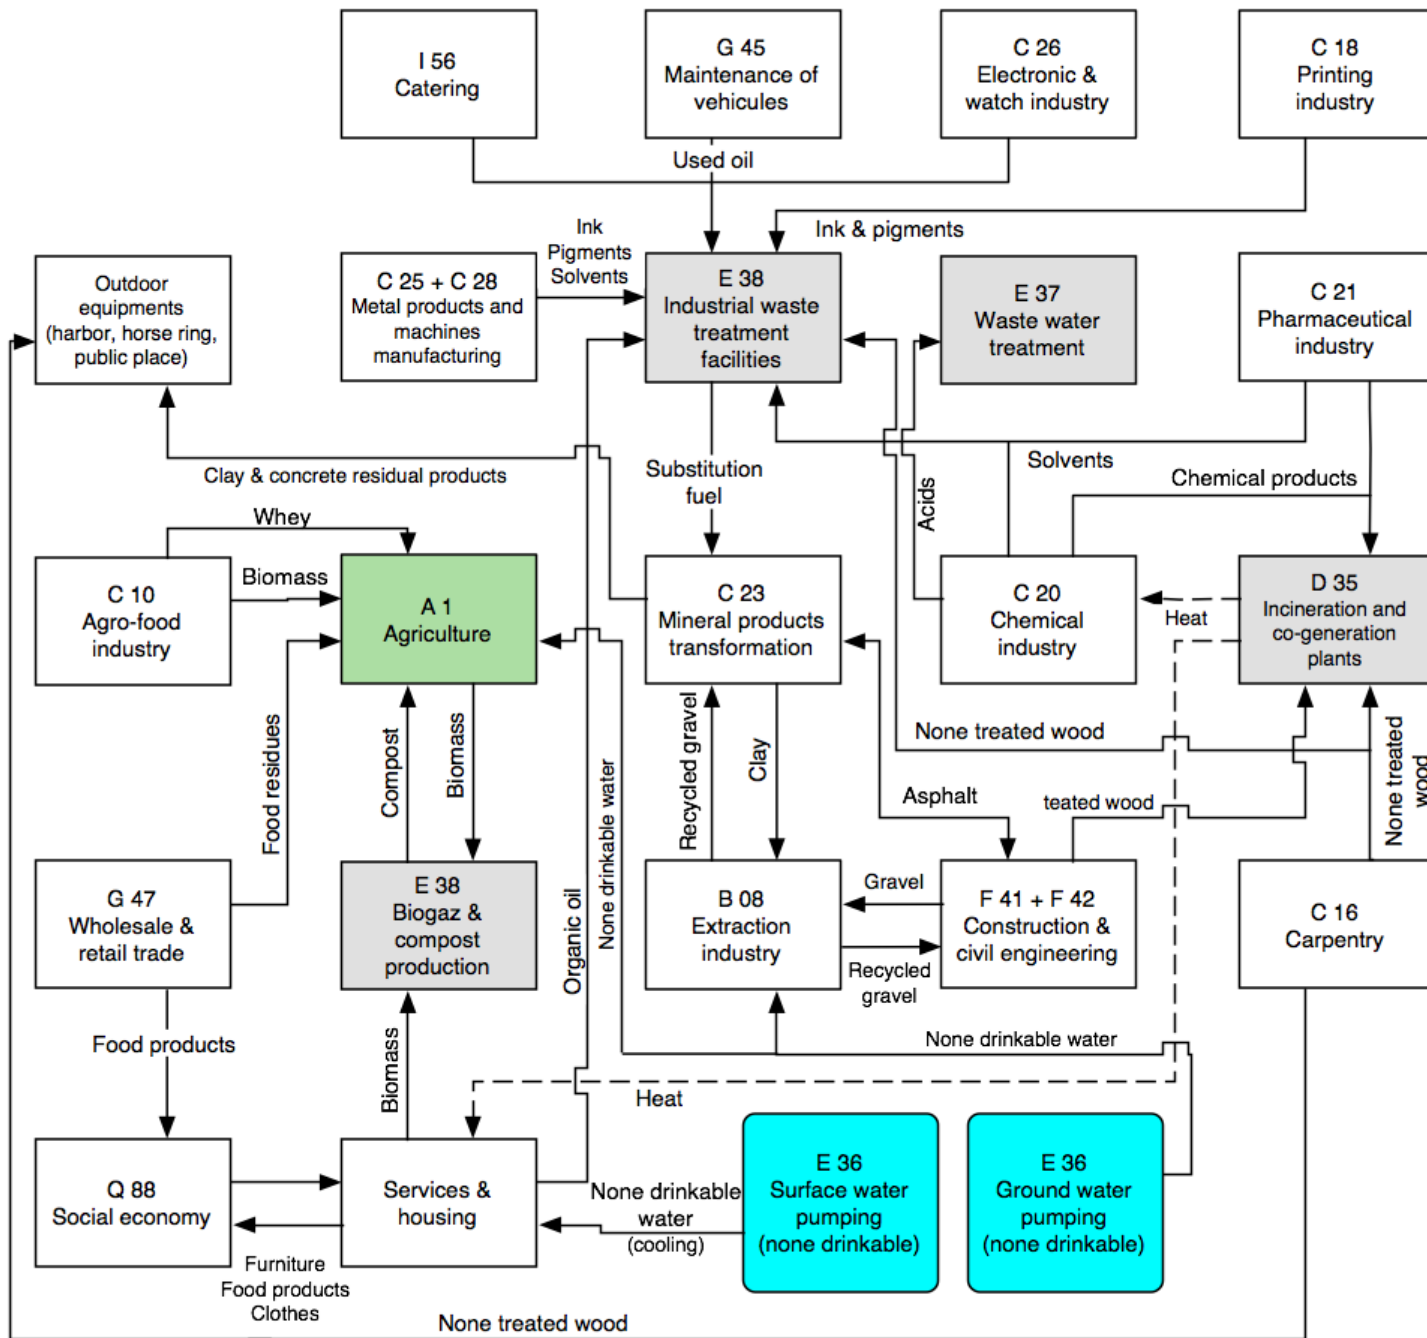 I 56
Catering
G 45
Maintenance of
vehicules
C 26
Electronic &
watch industry
C 18
Printing
industry
Used oil
Ink & pigments
Ink
Pigments
Solvents
Outdoor
equipments
(harbor, horse ring,
public place)
C 25 + C 28
Metal products and
machines
manufacturing
E 38
Industrial waste
treatment
facilities
E 37
Waste water
treatment
C 21
Pharmaceutical
industry
Clay & concrete residual products
Substitution
fuel
Solvents
Chemical products
Acids
Whey
Biomass
C 10
Agro-food
industry
A 1
Agriculture
C 23
Mineral products
transformation
C 20
Chemical
industry
Heat
D 35
Incineration and
co-generation
plants
Food residues
Compost
Biomass
None drinkable water
Organic oil
Recycled gravel
Clay
None treated wood
Asphalt
teated wood
None treated
wood
G 47
Wholesale &
retail trade
E 38
Biogaz &
compost
production
B 08
Extraction
industry
Gravel
Recycled
gravel
F 41 + F 42
Construction &
civil engineering
C 16
Carpentry
Food products
Biomass
None drinkable water
Heat
Q 88
Social economy
Services &
housing
None drinkable
water
(cooling)
E 36
Surface water
pumping
(none drinkable)
E 36
Ground water
pumping
(none drinkable)
Furniture
Food products
Clothes
None treated wood